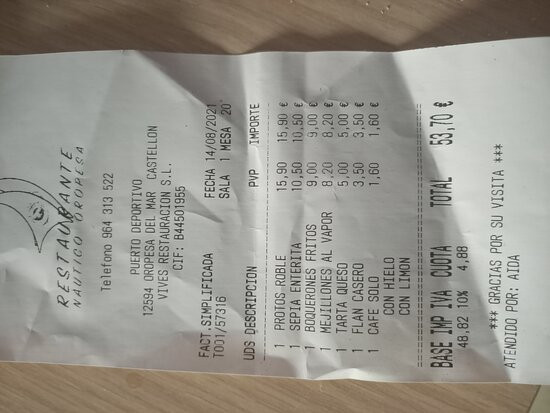 RESTAURANTE
NAUTICO OROPESA
Telefono 964 313 522
PUERTO DEPORTIVO
12594 OROPESA DEL MAR CASTELLON
VIVES RESTAURACION S.L.
CIF: B44501955
FACT.SIMPLIFICADA FECHA 14/08/2021
T001/57316 SALA 1 MESA 20
UDS DESCRIPCION PVP IMPORTE
1 PROTOS ROBLE 15,90 15,90 €
1 SEPIA ENTERITA 10,50 10,50 €
1 BOQUERONES FRITOS 9,00 9,00 €
1 MEJILLONES AL VAPOR 8,20 8,20 €
1 TARTA QUESO 5,00 5,00 €
1 FLAN CASERO 3,50 3,50 €
1 CAFE SOLO 1,60 1,60 €
CON HIELO
CON LIMON
BASE IMP IVA CUOTA TOTAL 53,70 €
48,82 10% 4,88
*** GRACIAS POR SU VISITA ***
ATENDIDO POR: AIDA